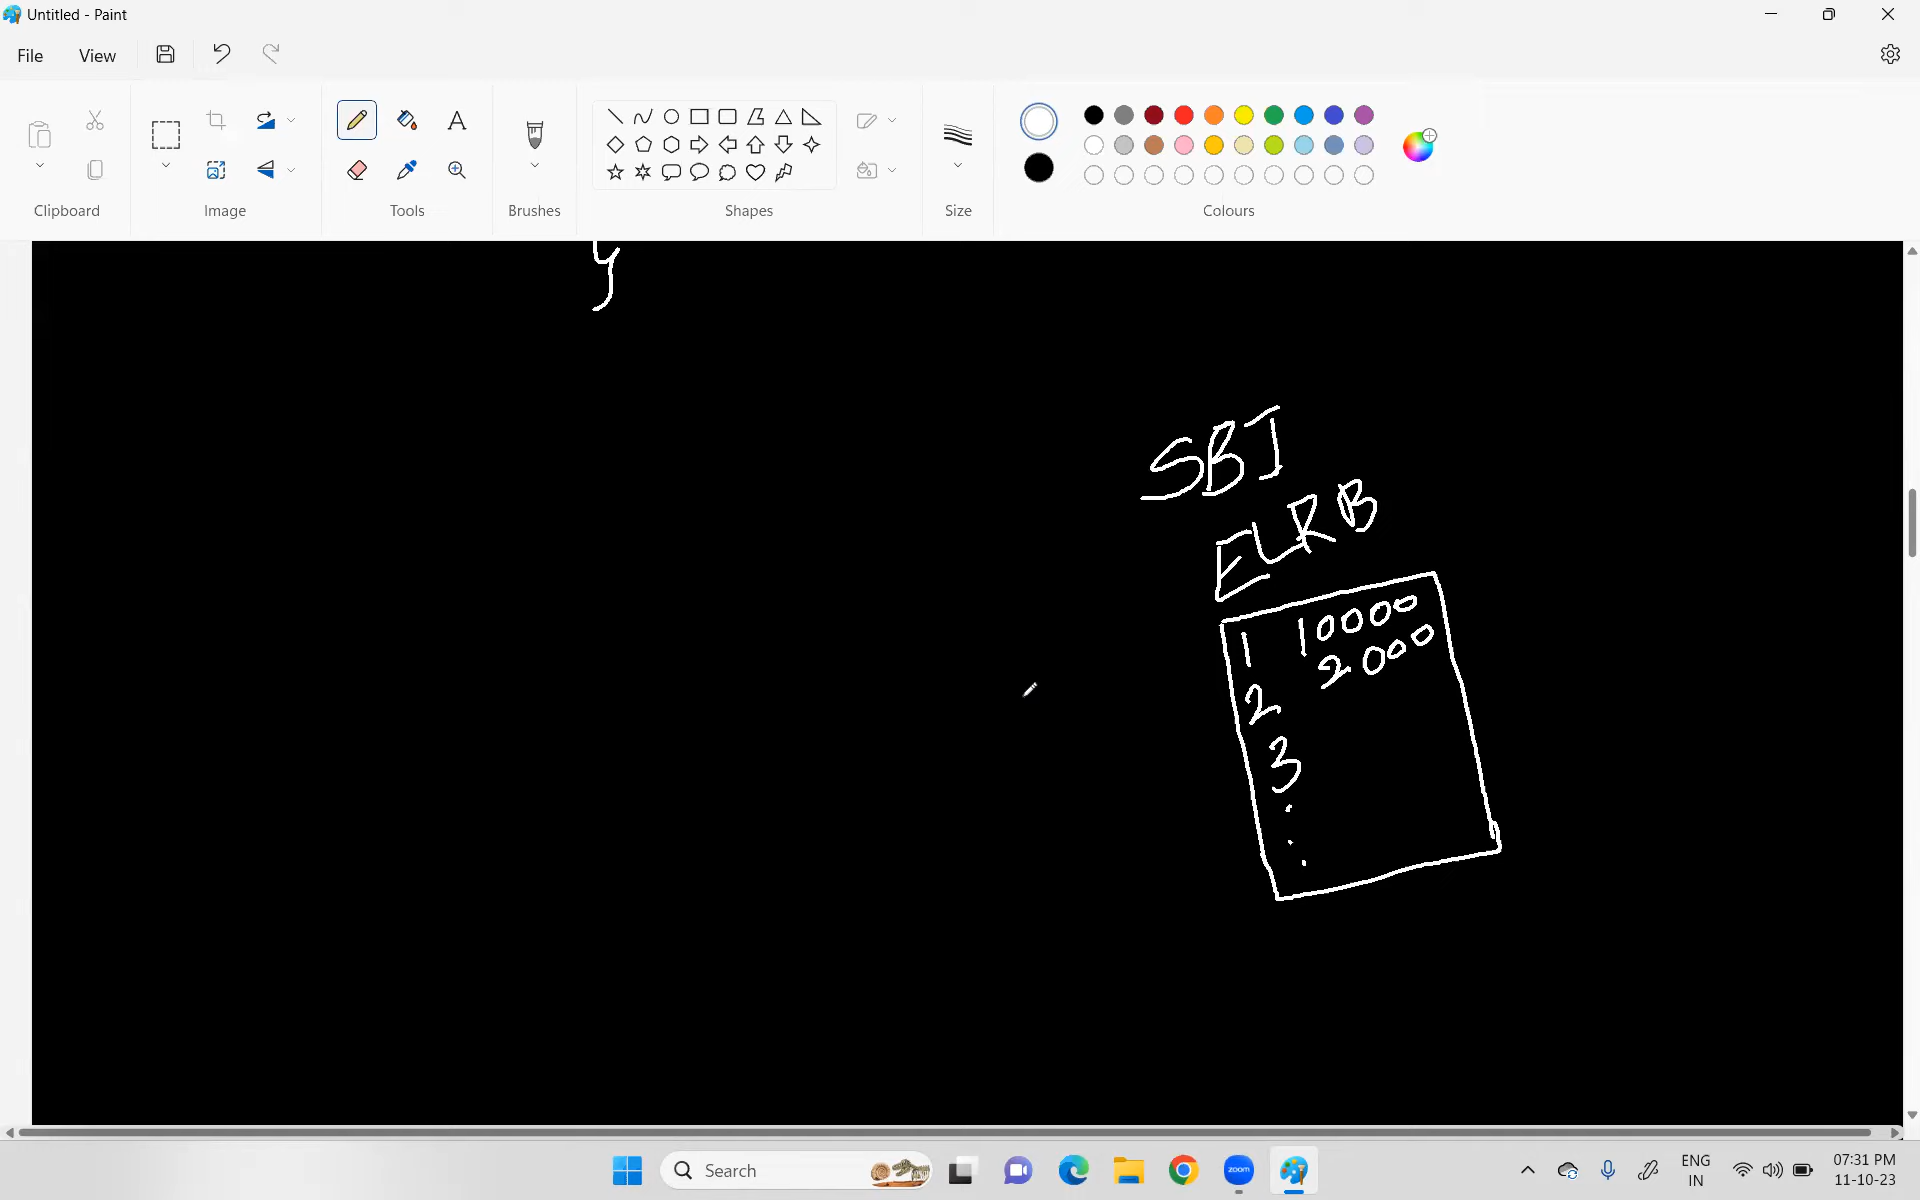 Untitled - Paint
File View
Clipboard Image Tools Brushes Shapes Size Colours
y
SBI
ELRB
1 10000
2000
2
3
.
.
.
Search
zoom
ENG
IN
07:31 PM
11-10-23